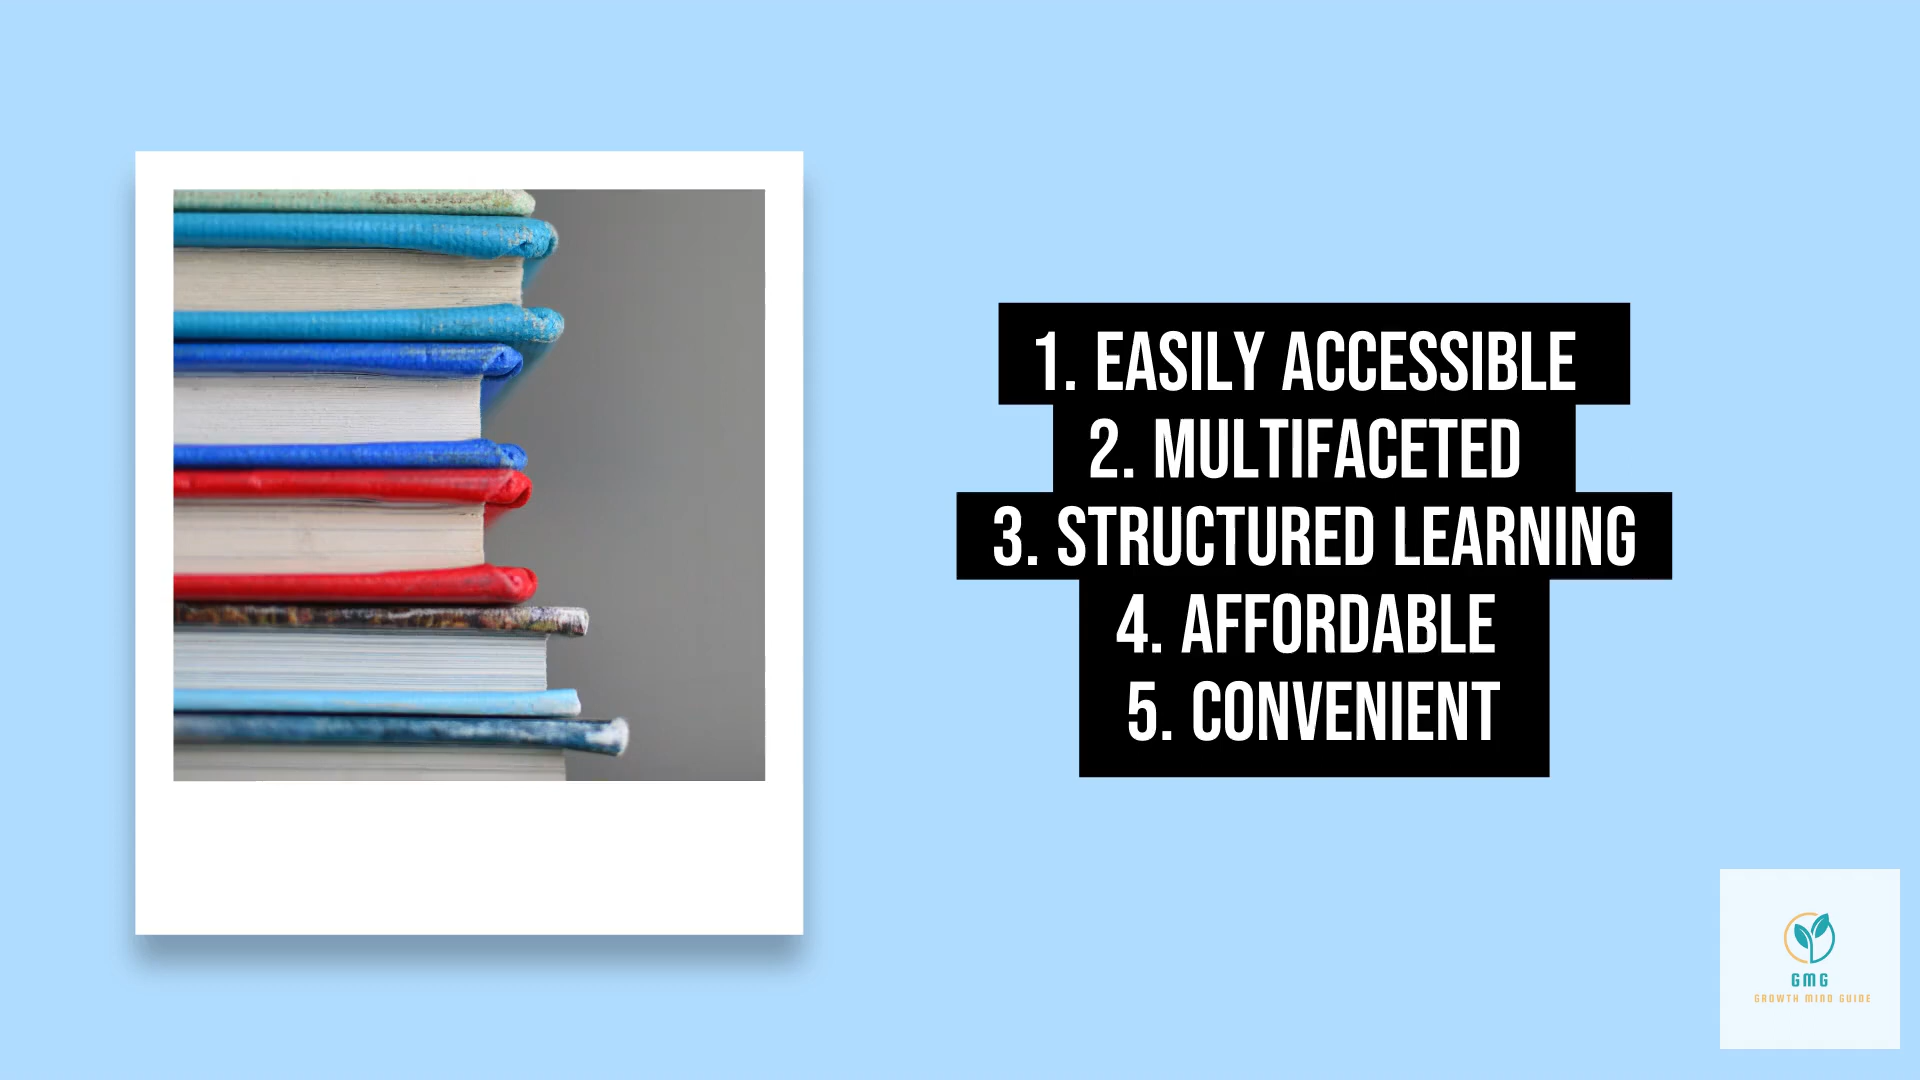 1. EASILY ACCESSIBLE
2. MULTIFACETED
3. STRUCTURED LEARNING
4. AFFORDABLE
5. CONVENIENT
GMG
GROWTH MIND GUIDE